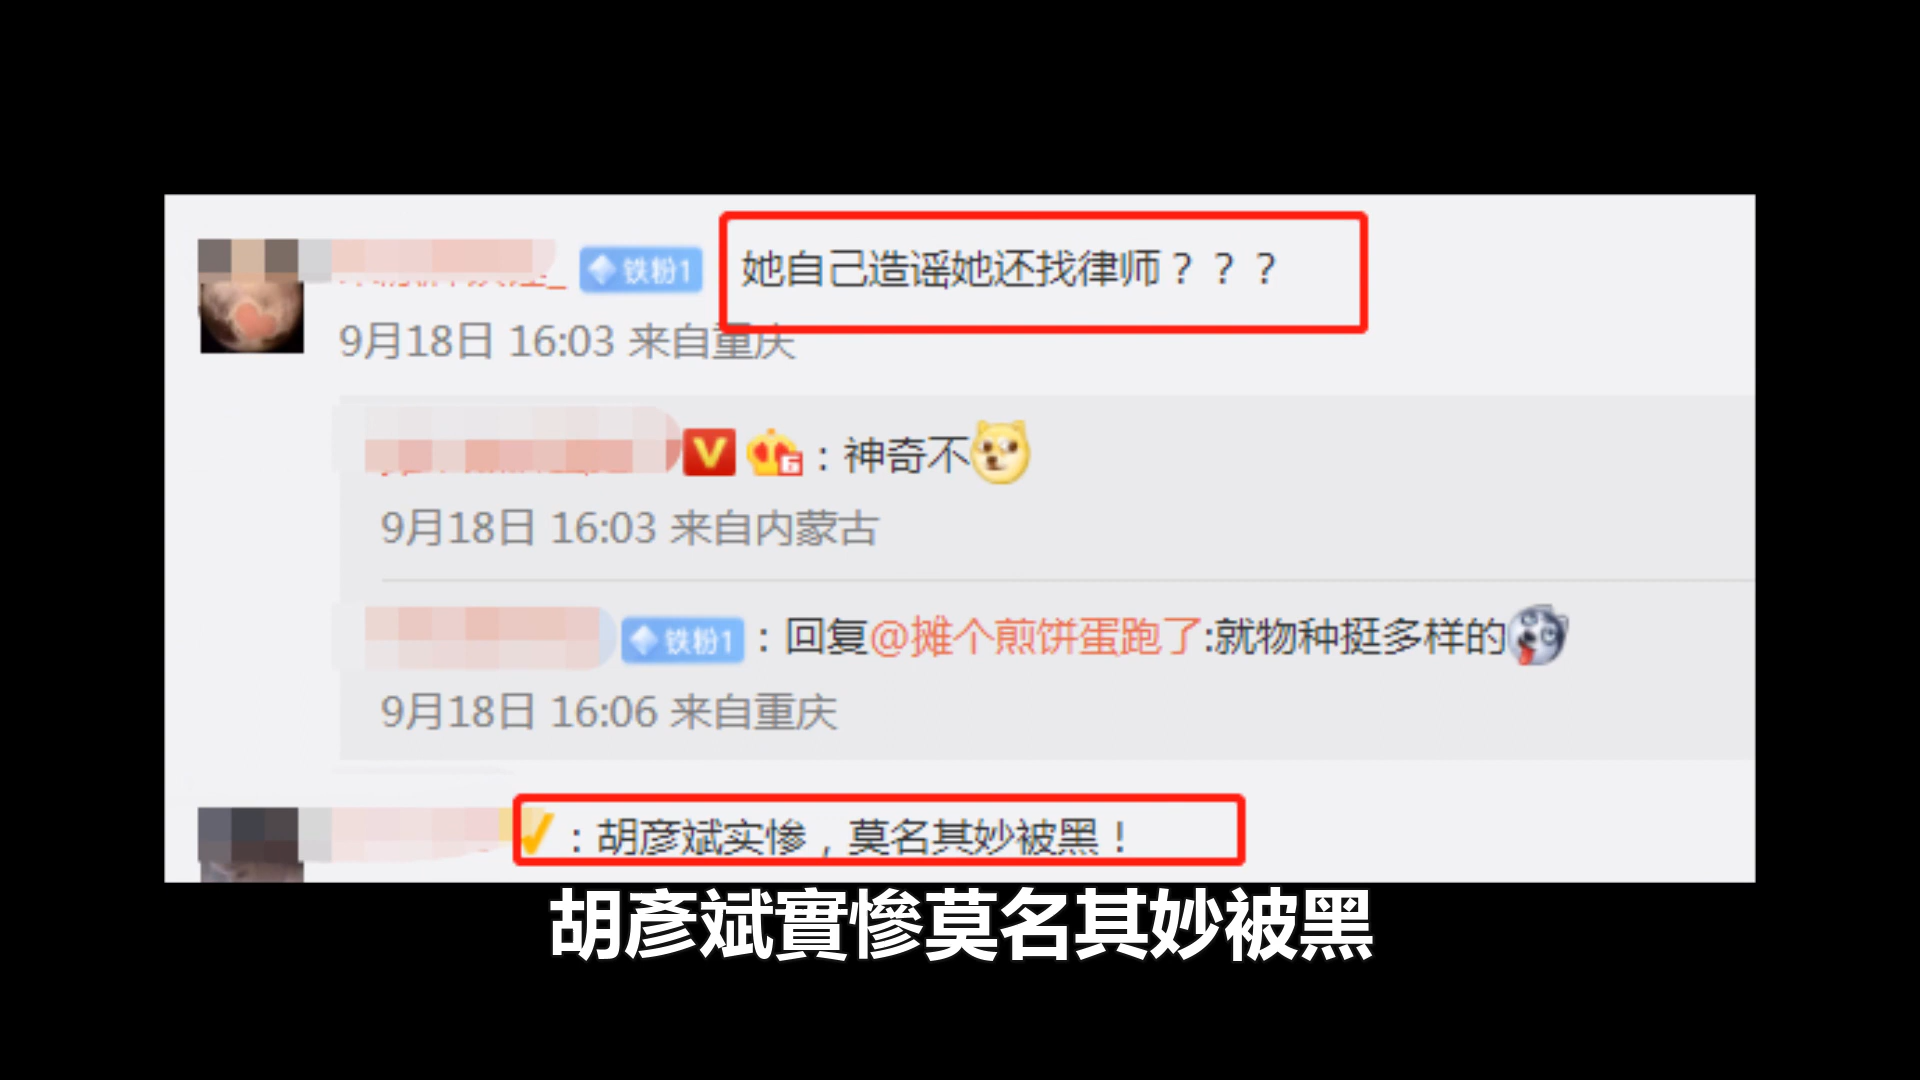 铁粉1 她自己造谣她还找律师？？？
9月18日 16:03 来自重庆
V 6 : 神奇不
9月18日 16:03 来自内蒙古
铁粉1 : 回复@摊个煎饼蛋跑了:就物种挺多样的
9月18日 16:06 来自重庆
: 胡彦斌实惨，莫名其妙被黑！
胡彥斌實慘莫名其妙被黑